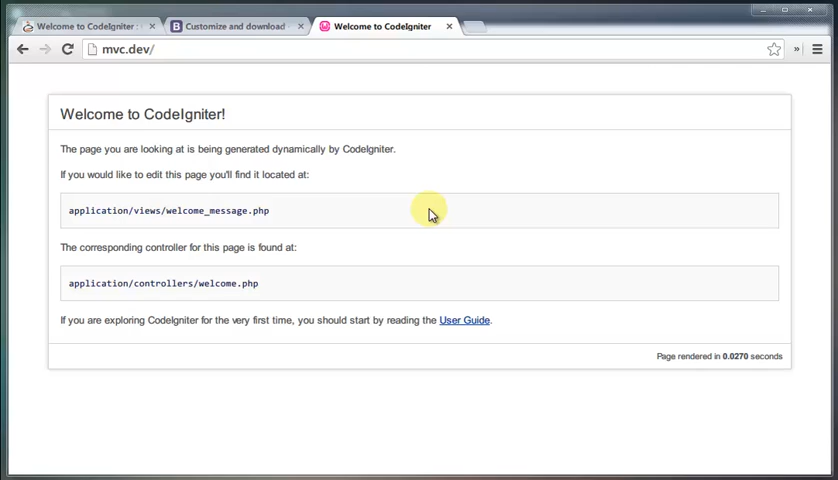 Welcome to CodeIgniter :
Customize and download
Welcome to CodeIgniter
mvc.dev/
Welcome to CodeIgniter!
The page you are looking at is being generated dynamically by CodeIgniter.
If you would like to edit this page you'll find it located at:
application/views/welcome_message.php
The corresponding controller for this page is found at:
application/controllers/welcome.php
If you are exploring CodeIgniter for the very first time, you should start by reading the User Guide.
Page rendered in 0.0270 seconds